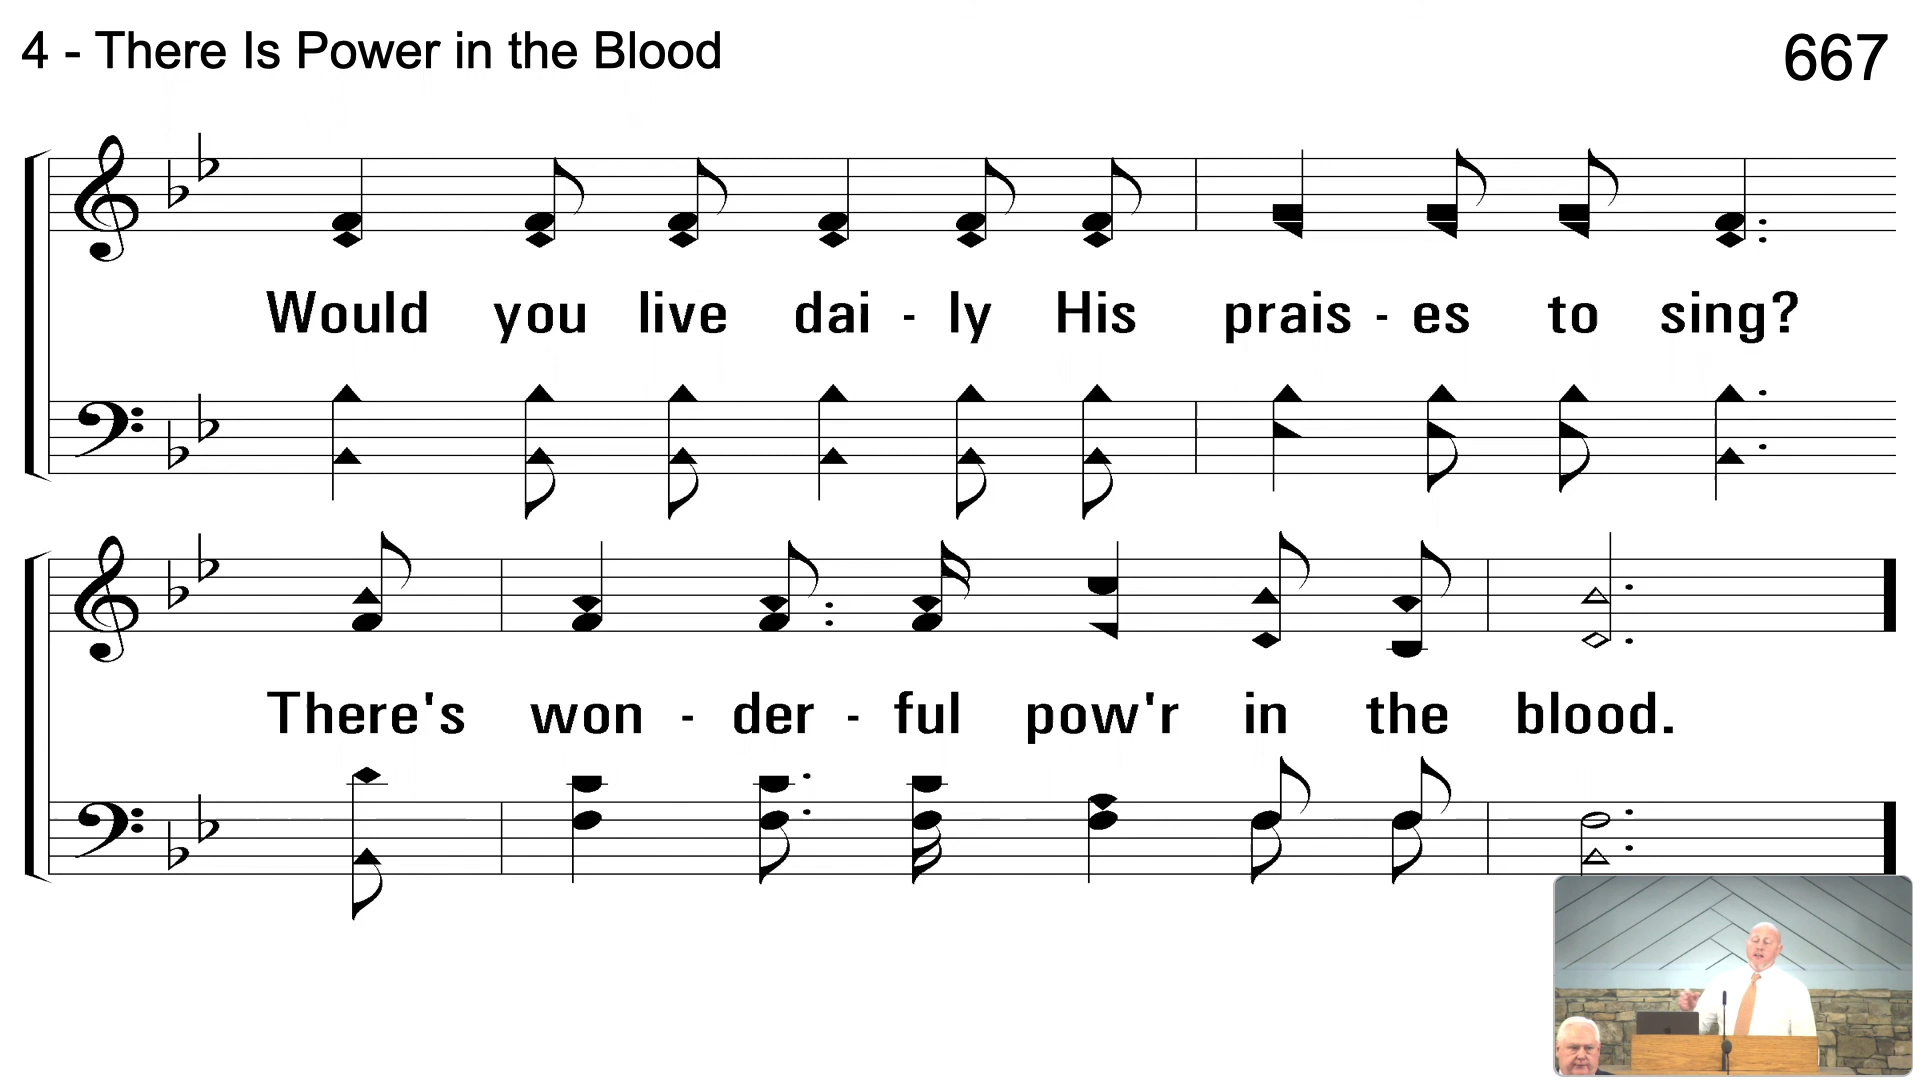 4 - There Is Power in the Blood
667
Would you live dai - ly His prais - es to sing?
There's won - der - ful pow'r in the blood.